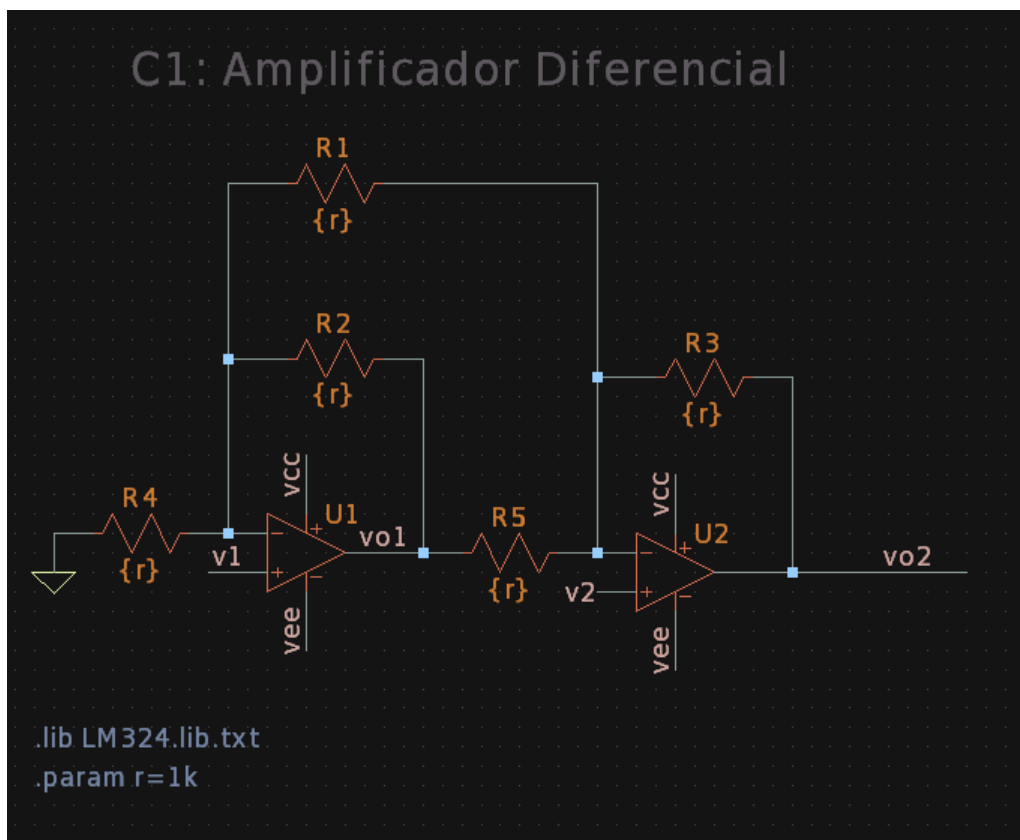 C1: Amplificador Diferencial
R1
{r}
R2
{r}
R3
{r}
R4
{r}
v1
vcc
U1
+
-
-
+
vee
vo1
R5
{r}
v2
vcc
U2
+
-
-
+
vee
vo2
.lib LM324.lib.txt
.param r=1k